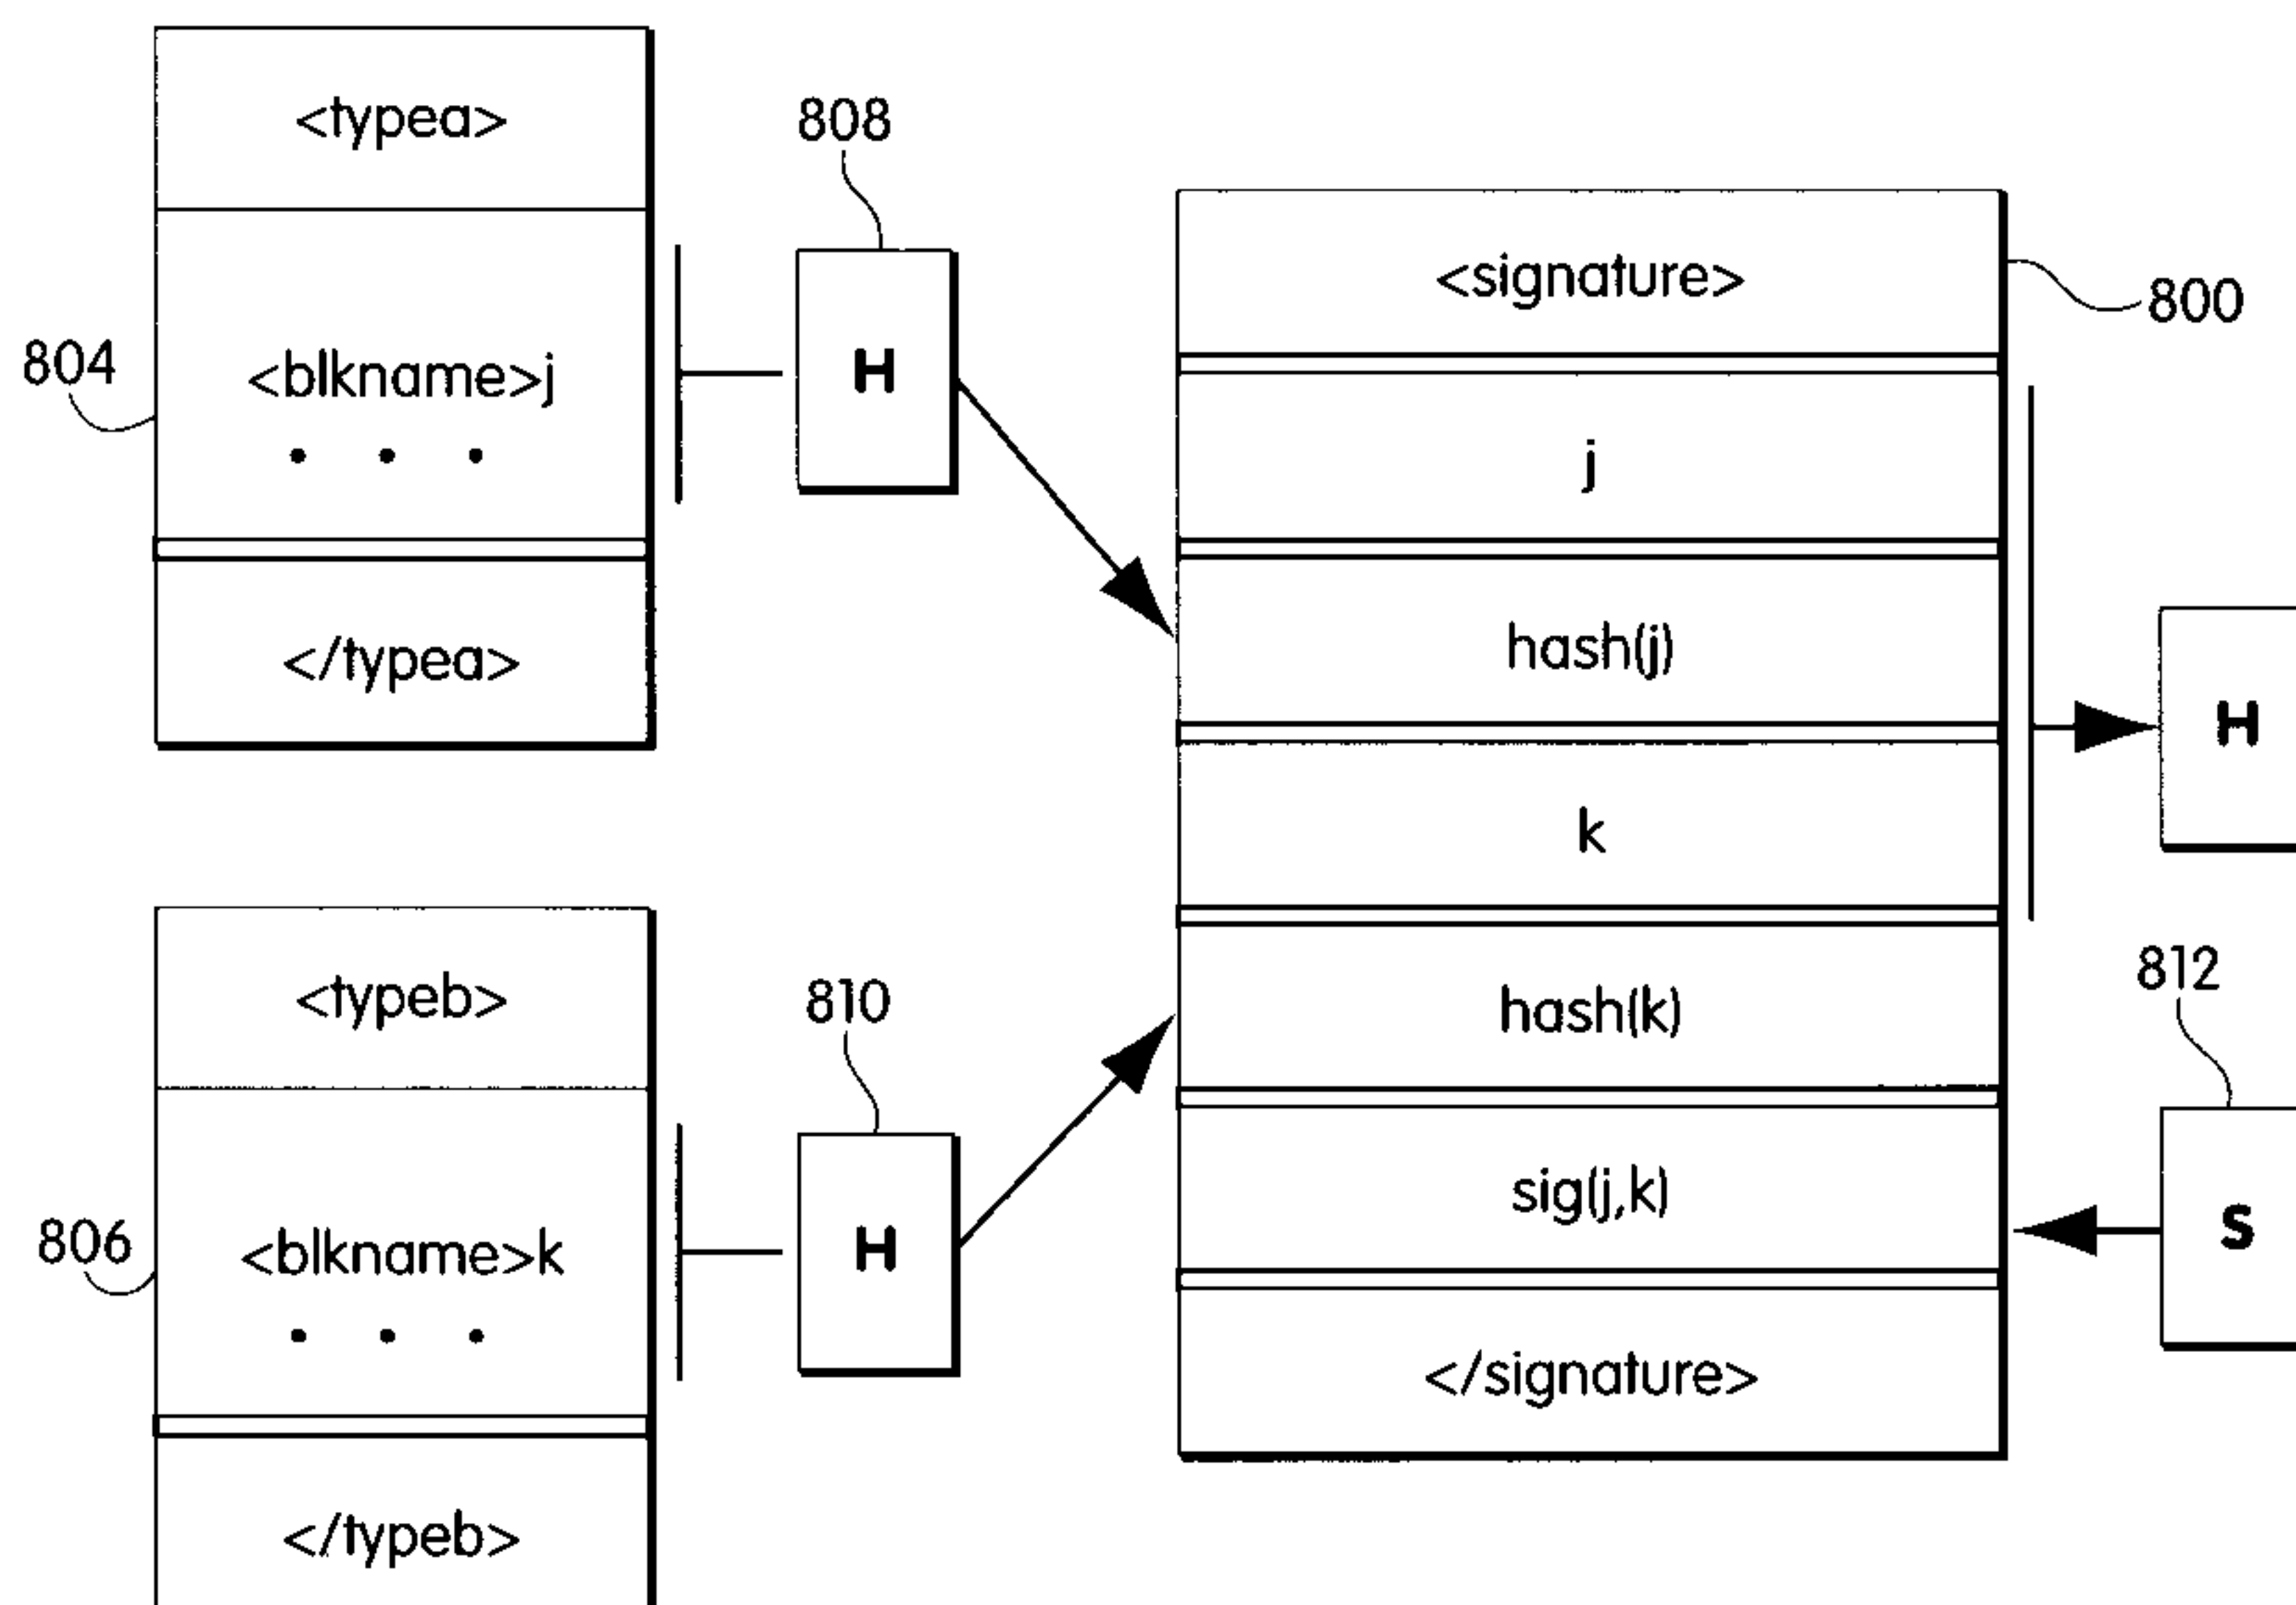 <typea>
808
<signature>
800
804
<blkname>j
. . .
H
j
</typea>
hash(j)
H
k
<typeb>
810
hash(k)
812
806
<blkname>k
. . .
H
sig(j,k)
S
</signature>
</typeb>